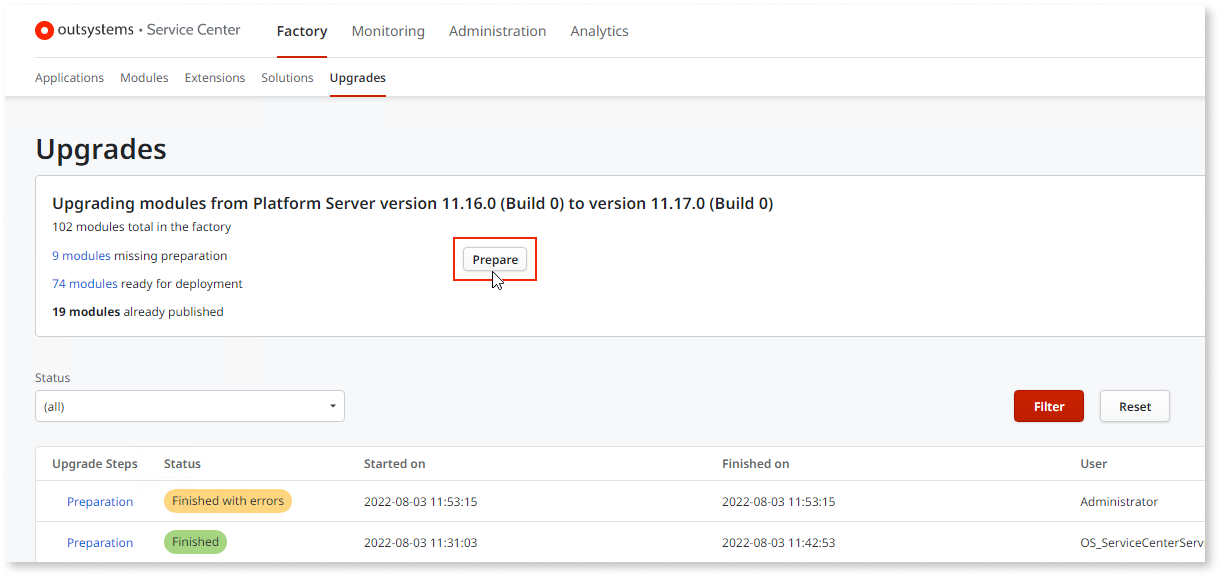 outsystems • Service Center Factory Monitoring Administration Analytics
Applications Modules Extensions Solutions Upgrades
Upgrades
Upgrading modules from Platform Server version 11.16.0 (Build 0) to version 11.17.0 (Build 0)
102 modules total in the factory
9 modules missing preparation
Prepare
74 modules ready for deployment
19 modules already published
Status
(all)
Filter Reset
Upgrade Steps Status Started on Finished on User
Preparation Finished with errors 2022-08-03 11:53:15 2022-08-03 11:53:15 Administrator
Preparation Finished 2022-08-03 11:31:03 2022-08-03 11:42:53 OS_ServiceCenterServi